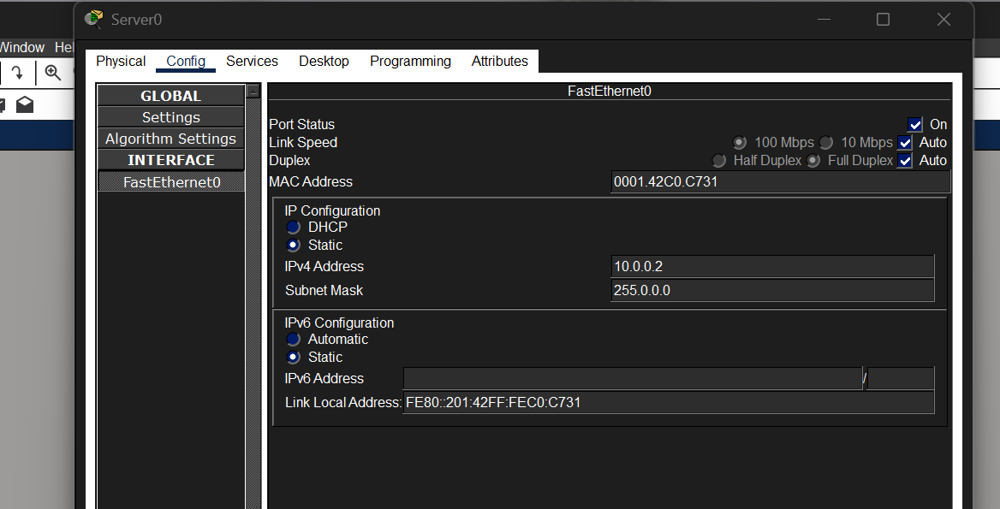 Server0
Window Hel
Physical Config Services Desktop Programming Attributes
GLOBAL
Settings
Algorithm Settings
INTERFACE
FastEthernet0
FastEthernet0
Port Status On
Link Speed 100 Mbps 10 Mbps Auto
Duplex Half Duplex Full Duplex Auto
MAC Address 0001.42C0.C731
IP Configuration
DHCP
Static
IPv4 Address 10.0.0.2
Subnet Mask 255.0.0.0
IPv6 Configuration
Automatic
Static
IPv6 Address /
Link Local Address: FE80::201:42FF:FEC0:C731